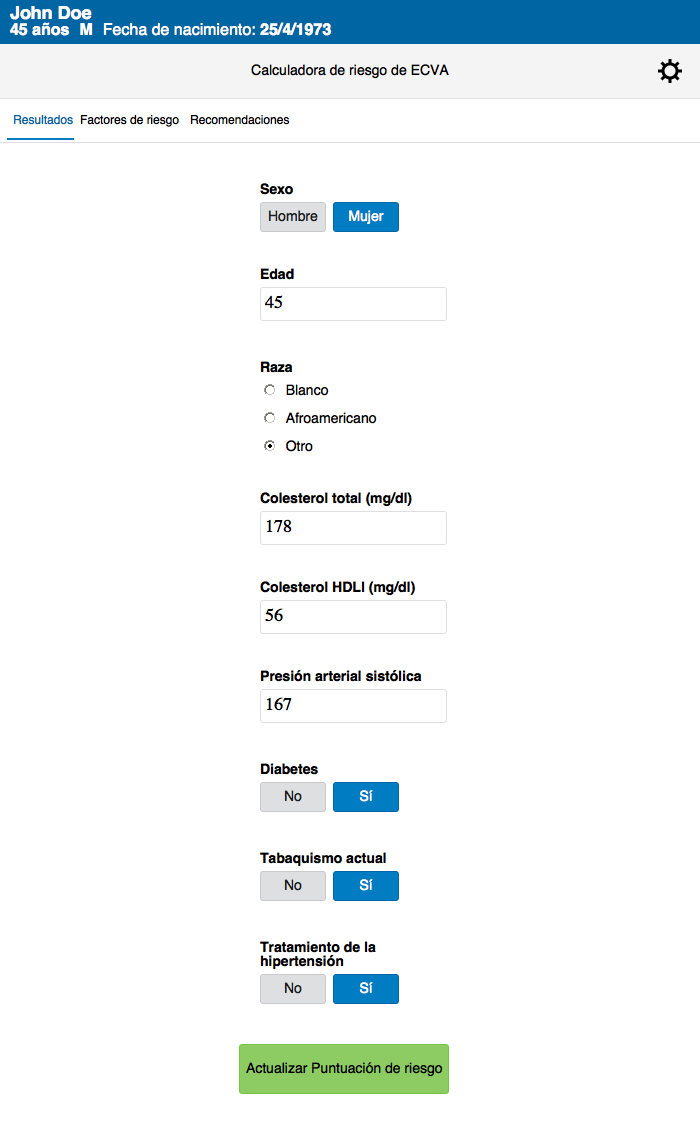 John Doe
45 años M Fecha de nacimiento: 25/4/1973
Calculadora de riesgo de ECVA
Resultados Factores de riesgo Recomendaciones
Sexo
Hombre Mujer
Edad
45
Raza
Blanco
Afroamericano
Otro
Colesterol total (mg/dl)
178
Colesterol HDLl (mg/dl)
56
Presión arterial sistólica
167
Diabetes
No Sí
Tabaquismo actual
No Sí
Tratamiento de la
hipertensión
No Sí
Actualizar Puntuación de riesgo